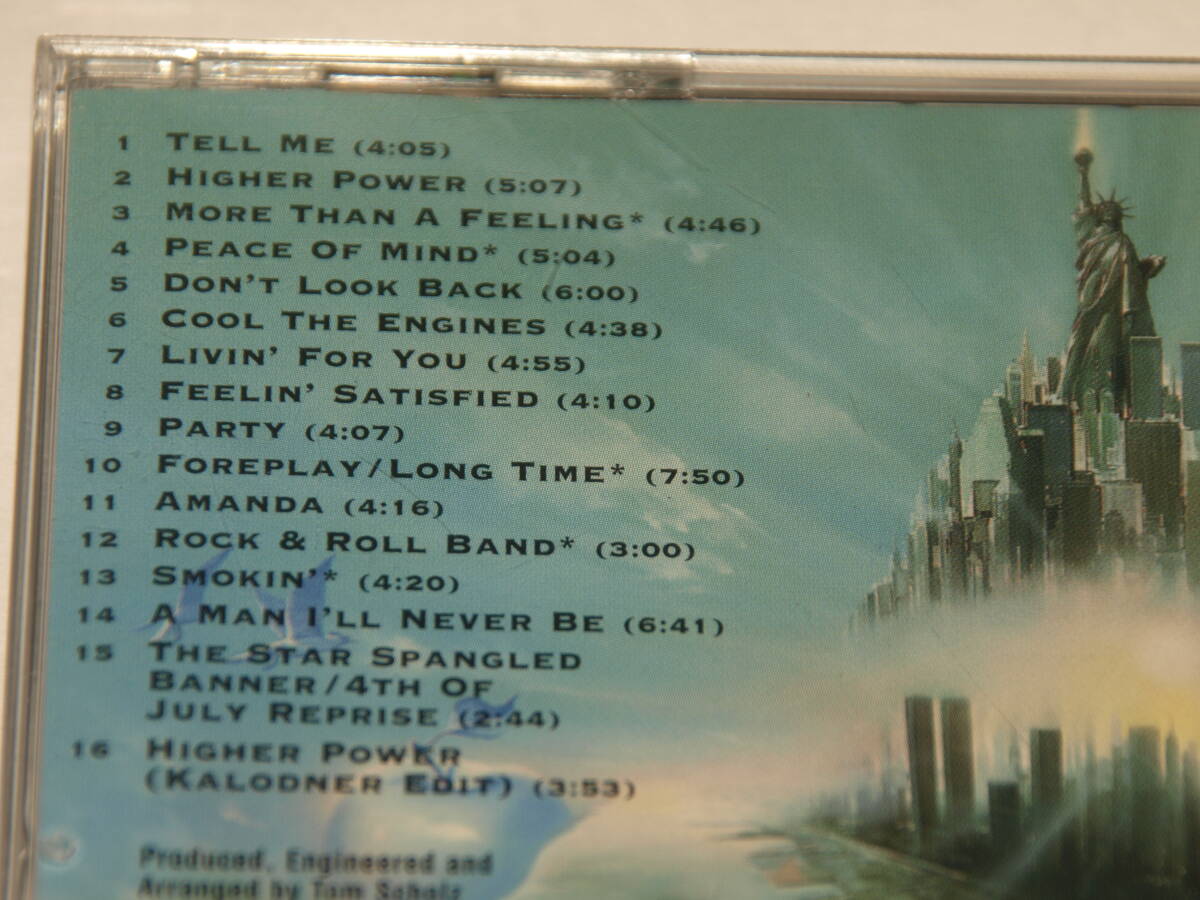 1 TELL ME (4:05)
2 HIGHER POWER (5:07)
3 MORE THAN A FEELING* (4:46)
4 PEACE OF MIND* (5:04)
5 DON'T LOOK BACK (6:00)
6 COOL THE ENGINES (4:38)
7 LIVIN' FOR YOU (4:55)
8 FEELIN' SATISFIED (4:10)
9 PARTY (4:07)
10 FOREPLAY/LONG TIME* (7:50)
11 AMANDA (4:16)
12 ROCK & ROLL BAND* (3:00)
13 SMOKIN'* (4:20)
14 A MAN I'LL NEVER BE (6:41)
15 THE STAR SPANGLED
BANNER/4TH OF
JULY REPRISE (2:44)
16 HIGHER POWER
(KALODNER EDIT) (3:53)
Produced, Engineered and
Arranged by Tom Scholz